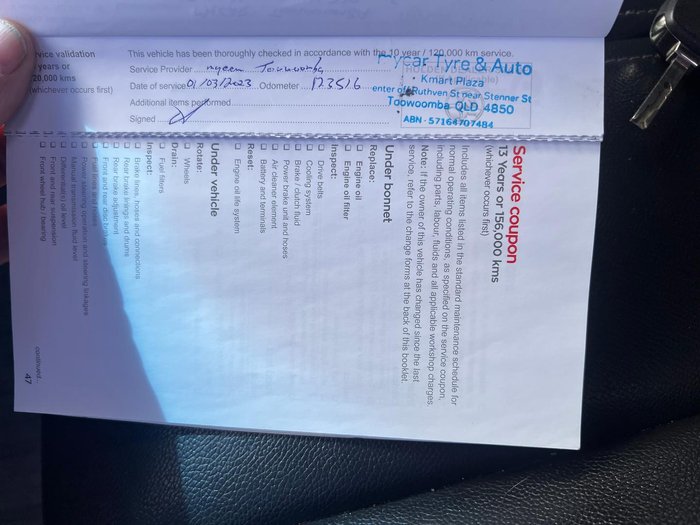 vice validation
years or
20,000 kms
(whichever occurs first)
This vehicle has been thoroughly checked in accordance with the 10 year / 120,000 km service.
Service Provider
Date of service 01/03/2023 Odometer
Additional items performed
Signed
Tyre & Auto
Kmart Plaza
Ruthven St near Stenner St
Toowoomba QLD 4850
ABN - 57164707484
Service coupon
13 Years or 156,000 kms
(whichever occurs first)
Includes all items listed in the standard maintenance schedule for
normal operating conditions, as specified on the service coupon,
including parts, labour, fluids and all applicable workshop charges.
Note: If the owner of this vehicle has changed since the last
service, refer to the change forms at the back of this booklet.
Under bonnet
Replace:
Engine oil
Engine oil filter
Inspect:
Drive belts
Cooling system
Brake / clutch fluid
Power brake unit and hoses
Air cleaner element
Battery and terminals
Reset:
Engine oil life system
Under vehicle
Rotate:
Wheels
Drain:
Fuel filters
Inspect:
Brake lines, hoses and connections
Rear brake linings and drums
Rear brake adjustment
Front and rear disc brakes
Fuel lines and
operation and steering linkages
Manual transmission fluid level
Differential(s) oil level
Front and rear suspension
Front wheel hub bearing
continued...
47